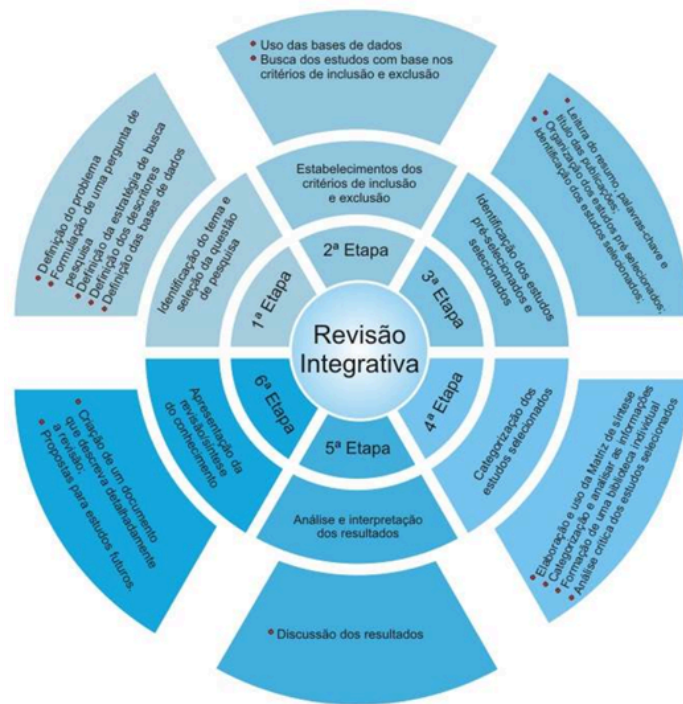 Revisão
Integrativa
1ª Etapa
Identificação do tema e
seleção da questão
de pesquisa
Definição do problema
Formulação de uma pergunta de
pesquisa
Definição da estratégia de busca
Definição dos descritores
Definição das bases de dados
2ª Etapa
Estabelecimentos dos
critérios de inclusão
e exclusão
Uso das bases de dados
Busca dos estudos com base nos
critérios de inclusão e exclusão
3ª Etapa
Identificação dos estudos
pré-selecionados e
selecionados
Leitura do resumo, palavras-chave e
título das publicações;
Organização dos estudos pré selecionados;
Identificação dos estudos selecionados;
4ª Etapa
Categorização dos
estudos selecionados
Elaboração e uso da Matriz de síntese
Categorização e analisar as informações
Formação de uma biblioteca individual
Análise crítica dos estudos selecionados
5ª Etapa
Análise e interpretação
dos resultados
Discussão dos resultados
6ª Etapa
Apresentação da
revisão/síntese
do conhecimento
Criação de um documento
que descreva detalhadamente
a revisão;
Propostas para estudos futuros.